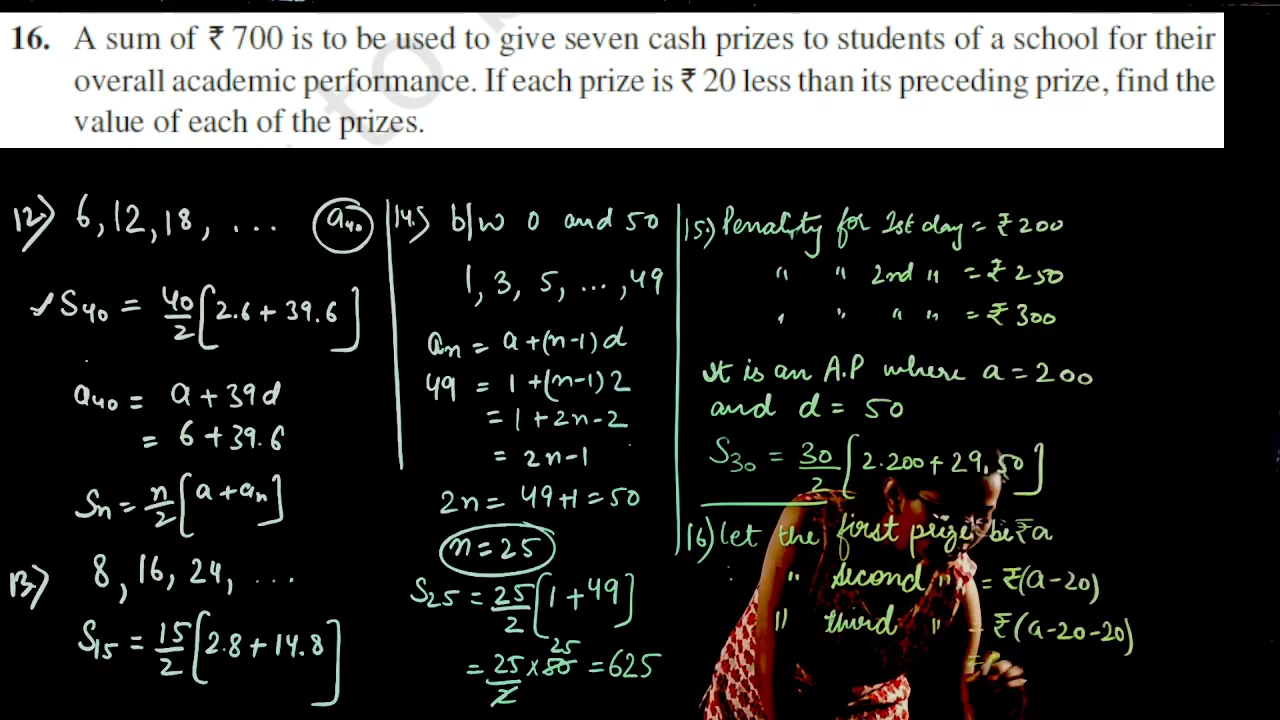 16. A sum of ₹ 700 is to be used to give seven cash prizes to students of a school for their
overall academic performance. If each prize is ₹ 20 less than its preceding prize, find the
value of each of the prizes.
12.) 6, 12, 18, ... a₄₀
S₄₀ = 40/2 [2.6 + 39.6]
a₄₀ = a + 39d
= 6 + 39.6
Sn = n/2 [a + an]
13.) 8, 16, 24, ...
S₁₅ = 15/2 [2.8 + 14.8]
14.) b/w 0 and 50
1, 3, 5, ..., 49
an = a + (n-1) d
49 = 1 + (n-1) 2
= 1 + 2n - 2
= 2n - 1
2n = 49 + 1 = 50
n = 25
S₂₅ = 25/2 [1 + 49]
= 25/2 × 50 25 = 625
15.) Penality for 1st day = ₹ 200
" " 2nd " = ₹ 250
" " " " = ₹ 300
It is an A.P where a = 200
and d = 50
S₃₀ = 30/2 [2.200 + 29.50]
16) Let the first prize be ₹a
" second " = ₹(a-20)
" third " = ₹(a-20-20)